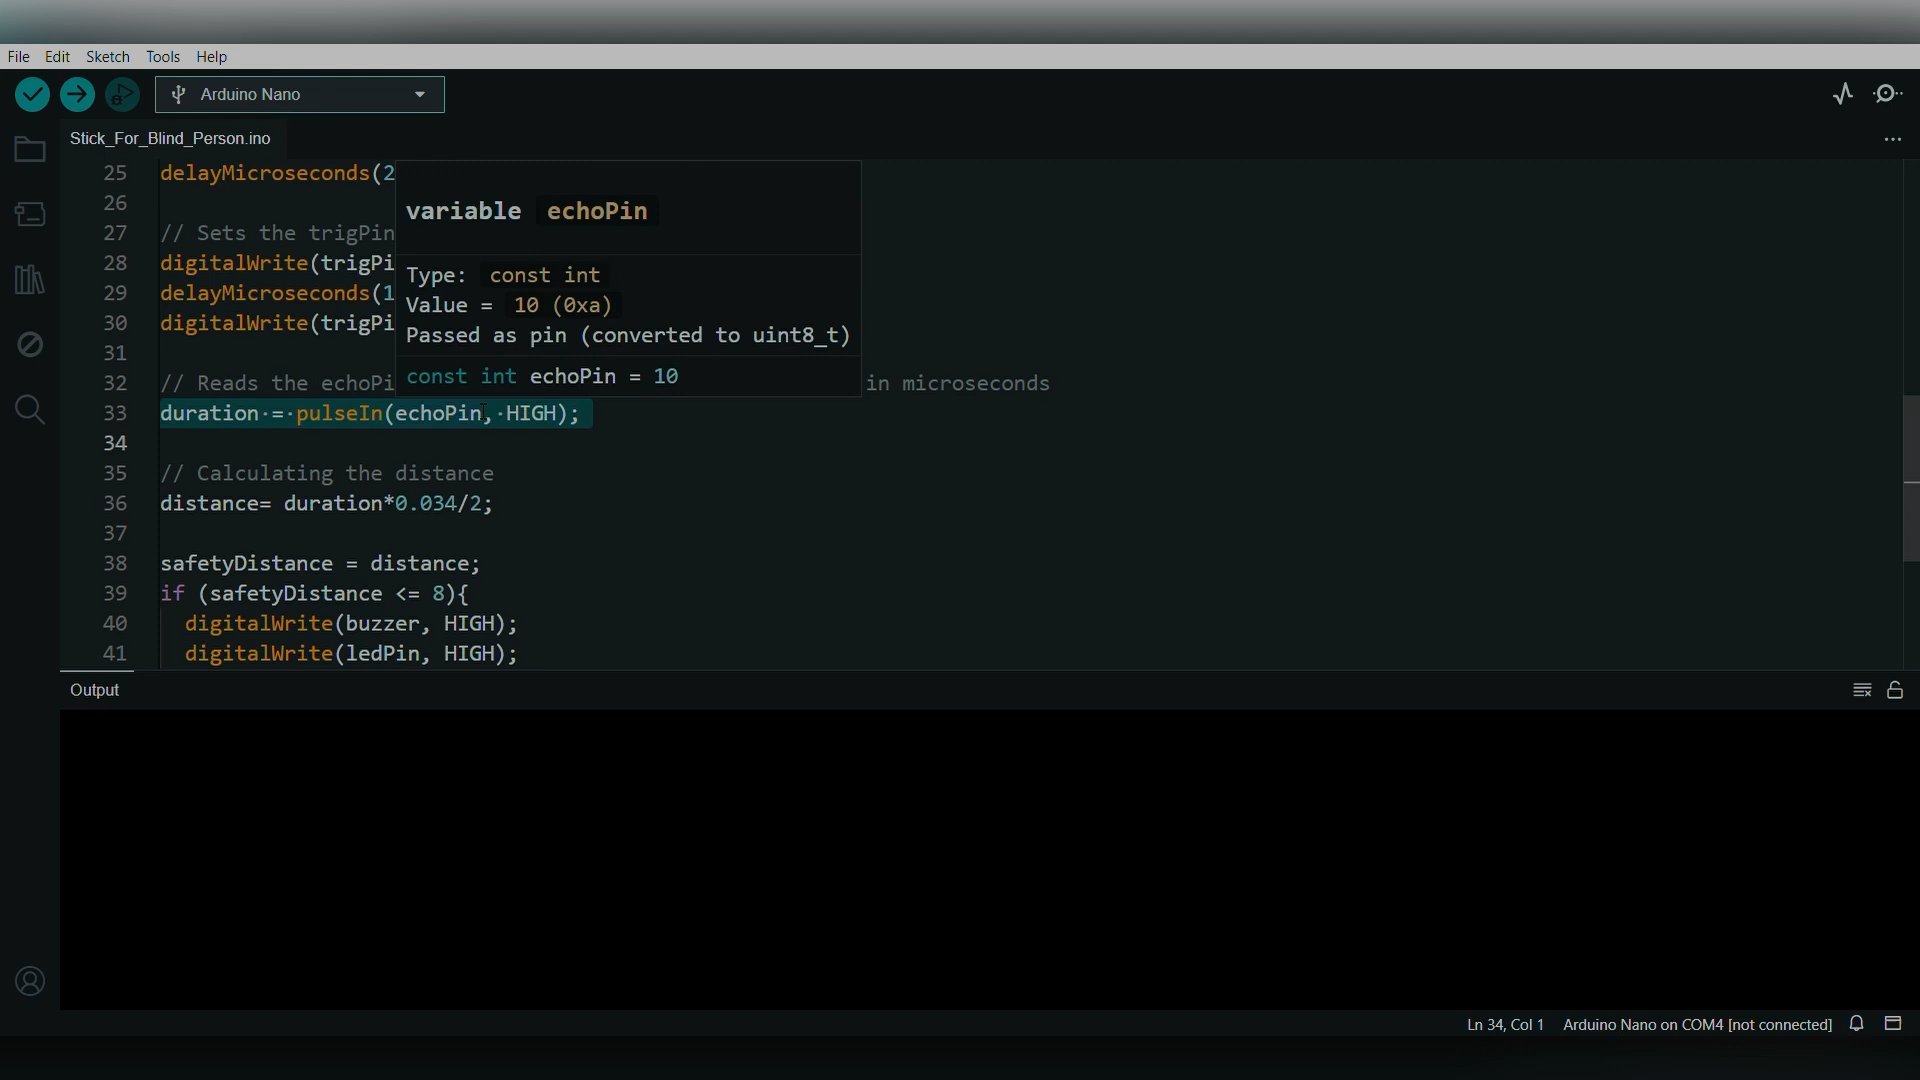 File Edit Sketch Tools Help
Arduino Nano
Stick_For_Blind_Person.ino
25 delayMicroseconds(2
26
27 // Sets the trigPin
28 digitalWrite(trigPi
29 delayMicroseconds(1
30 digitalWrite(trigPi
31
32 // Reads the echoPi in microseconds
variable echoPin
Type: const int
Value = 10 (0xa)
Passed as pin (converted to uint8_t)
const int echoPin = 10
33 duration·=·pulseIn(echoPin,·HIGH);
34
35 // Calculating the distance
36 distance= duration*0.034/2;
37
38 safetyDistance = distance;
39 if (safetyDistance <= 8){
40 digitalWrite(buzzer, HIGH);
41 digitalWrite(ledPin, HIGH);
Output
Ln 34, Col 1 Arduino Nano on COM4 [not connected]